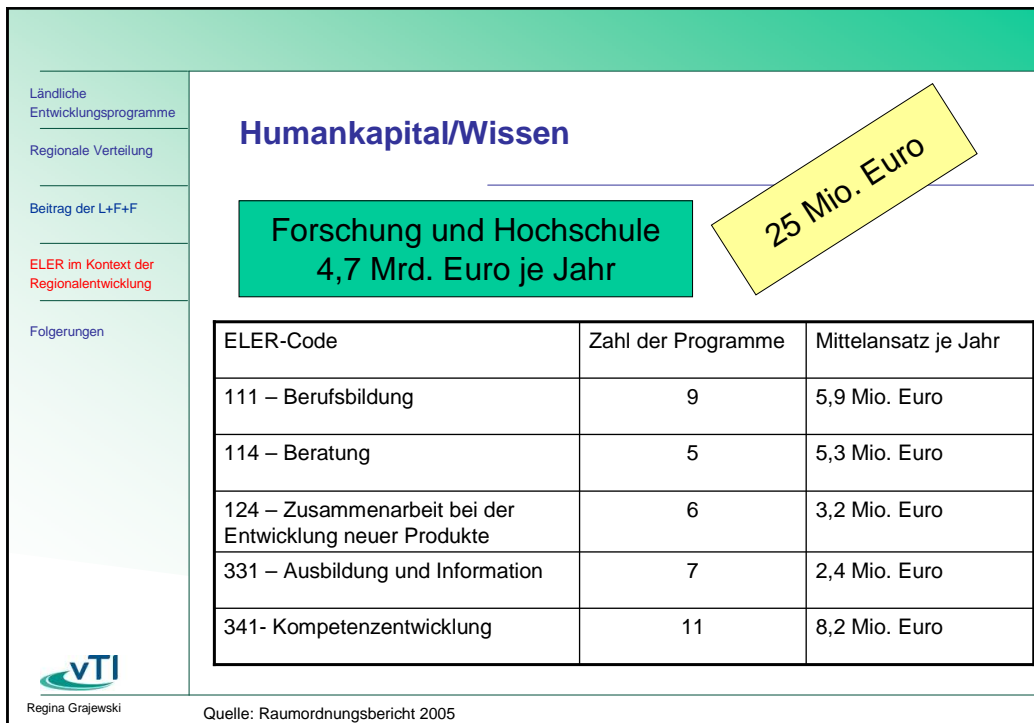 Ländliche
Entwicklungsprogramme
Regionale Verteilung
Beitrag der L+F+F
ELER im Kontext der
Regionalentwicklung
Folgerungen
Humankapital/Wissen
25 Mio. Euro
Forschung und Hochschule
4,7 Mrd. Euro je Jahr
ELER-Code Zahl der Programme Mittelansatz je Jahr
111 – Berufsbildung 9 5,9 Mio. Euro
114 – Beratung 5 5,3 Mio. Euro
124 – Zusammenarbeit bei der 6 3,2 Mio. Euro
Entwicklung neuer Produkte
331 – Ausbildung und Information 7 2,4 Mio. Euro
341- Kompetenzentwicklung 11 8,2 Mio. Euro
vTI
Regina Grajewski
Quelle: Raumordnungsbericht 2005